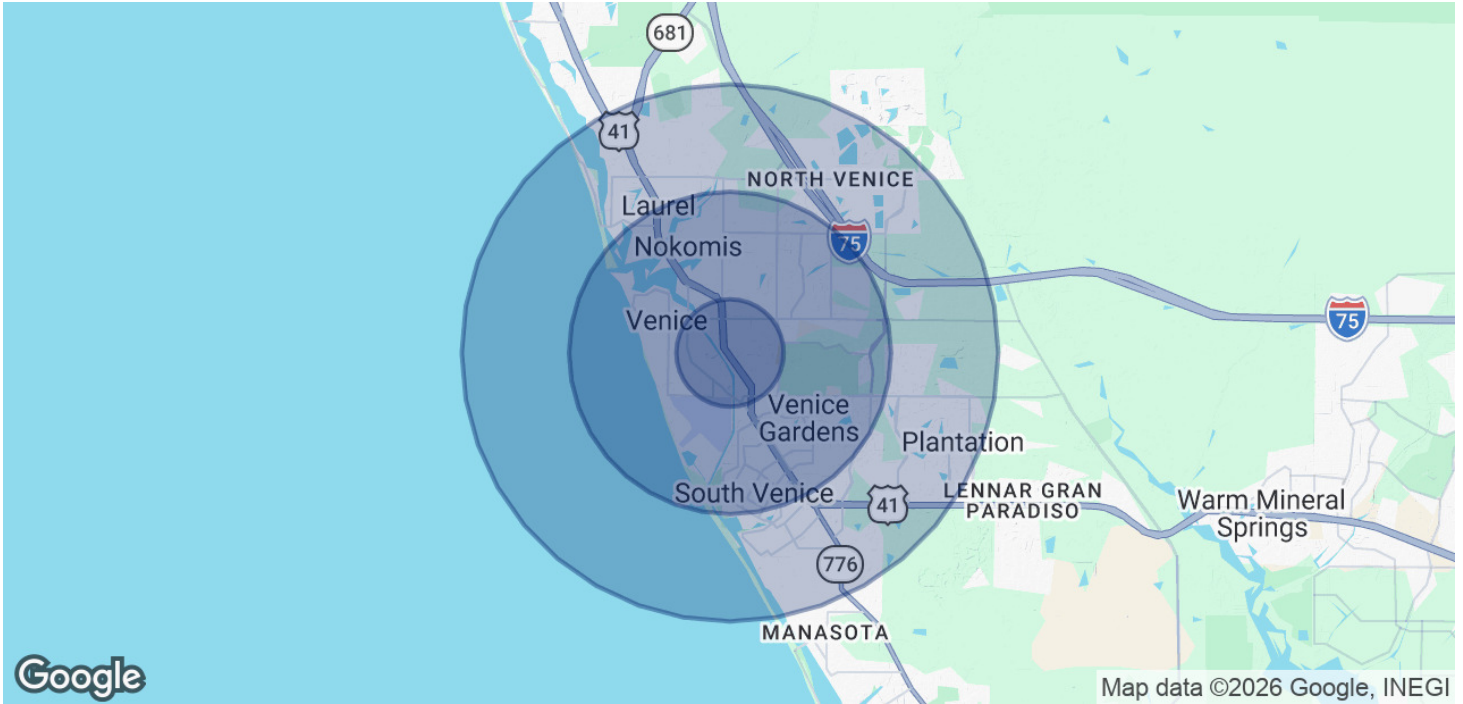 681
41
NORTH VENICE
Laurel
Nokomis
75
Venice
75
Venice
Gardens
Plantation
South Venice
41
LENNAR GRAN
PARADISO
Warm Mineral
Springs
776
MANASOTA
Google
Map data ©2026 Google, INEGI